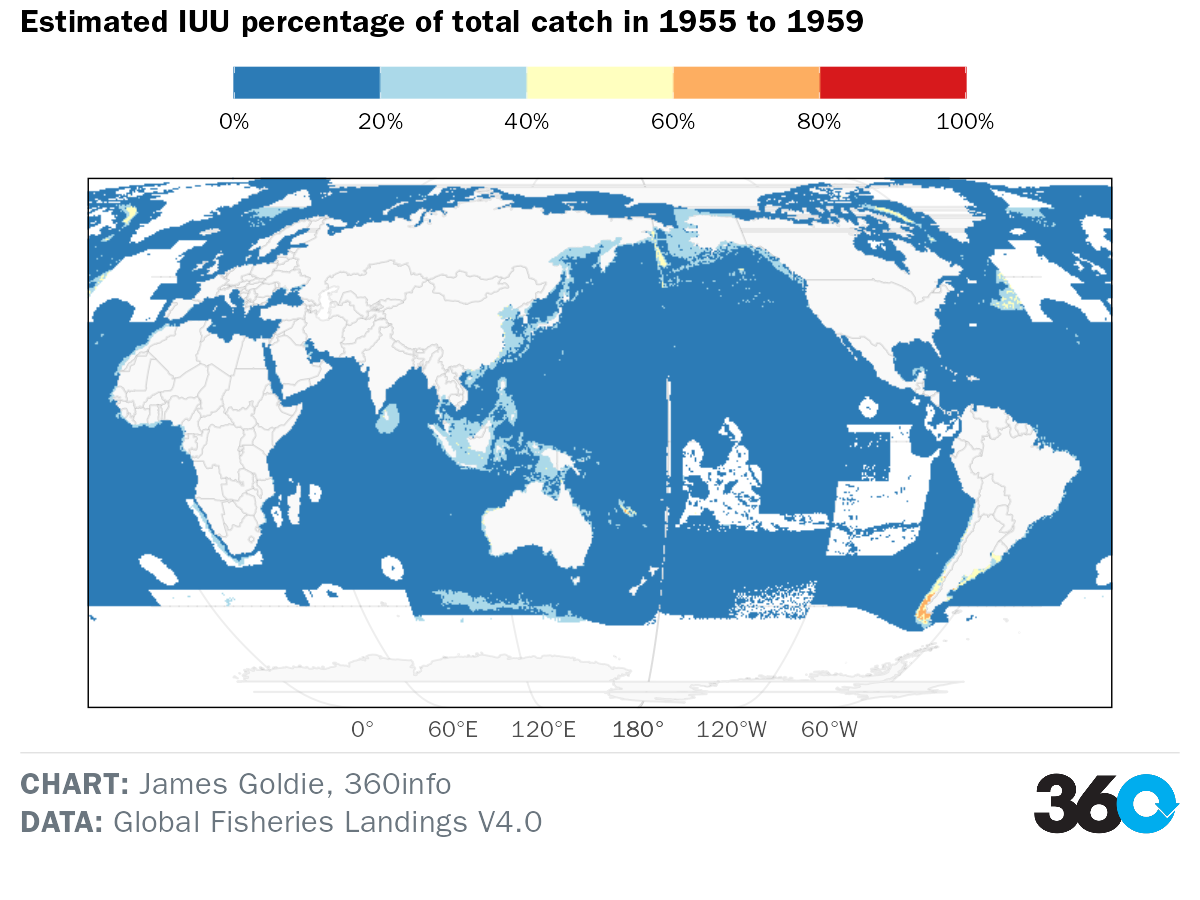 Estimated IUU percentage of total catch in 1955 to 1959
0% 20% 40% 60% 80% 100%
0° 60°E 120°E 180° 120°W 60°W
CHART: James Goldie, 360info
DATA: Global Fisheries Landings V4.0
360